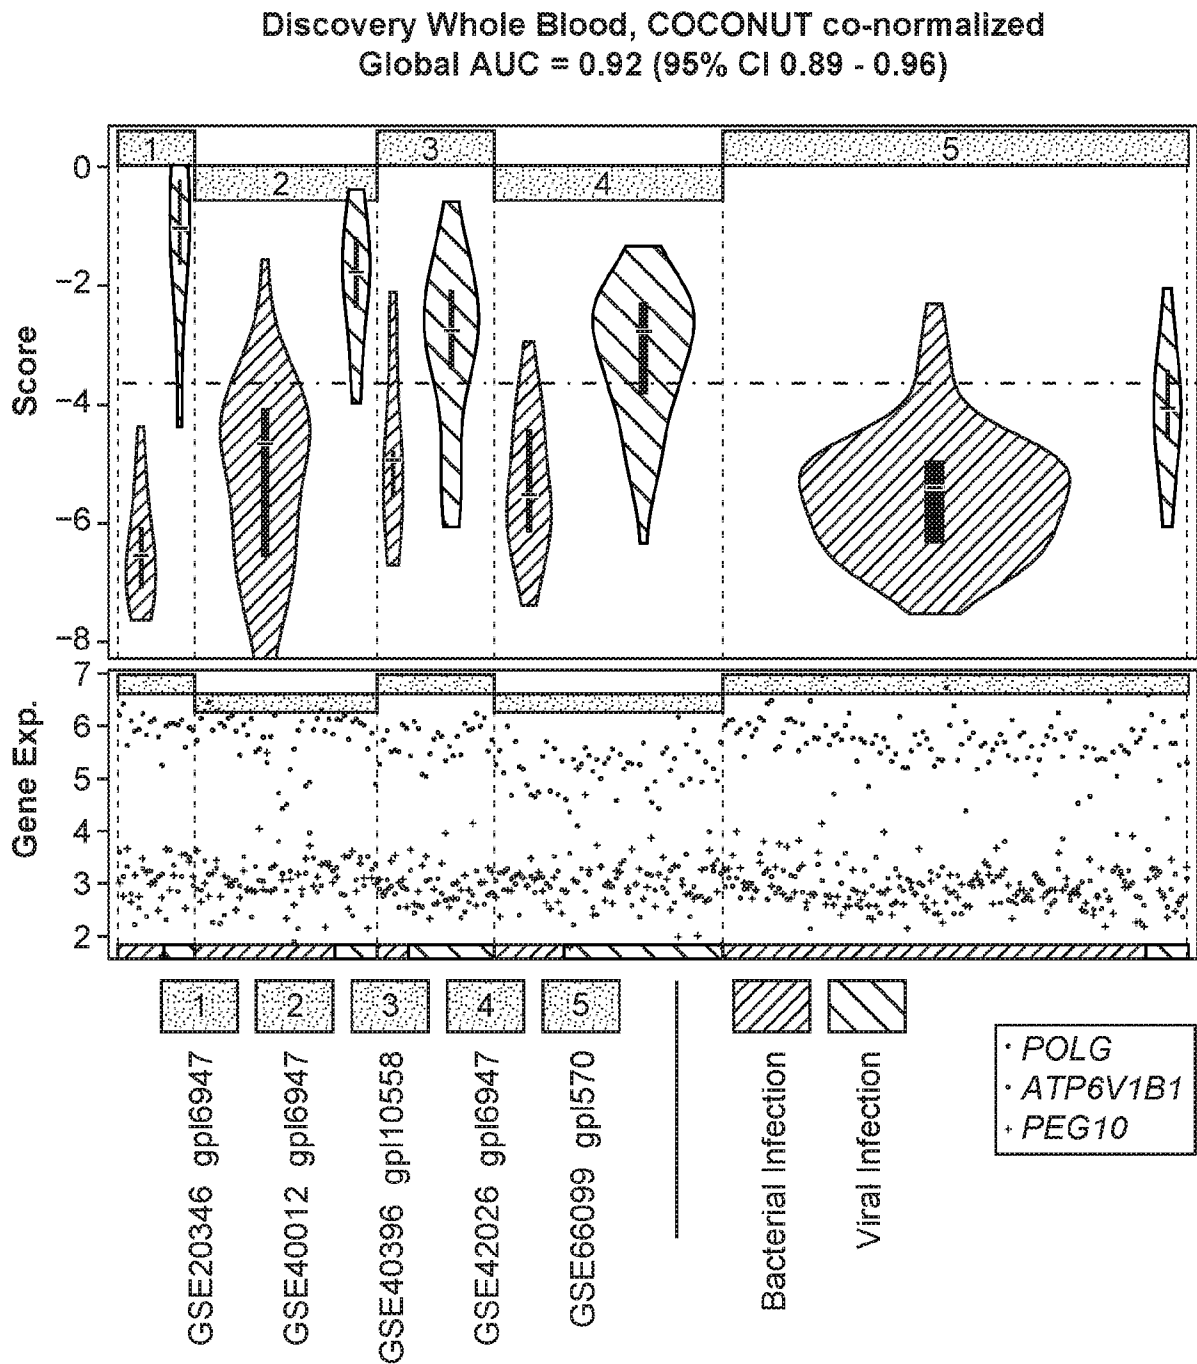 Discovery Whole Blood, COCONUT co-normalized
Global AUC = 0.92 (95% CI 0.89 - 0.96)
1
2
3
4
5
Score
0
−2
−4
−6
−8
Gene Exp.
7
6
5
4
3
2
1
2
3
4
5
GSE20346 gpl6947
GSE40012 gpl6947
GSE40396 gpl10558
GSE42026 gpl6947
GSE66099 gpl570
Bacterial Infection
Viral Infection
POLG
ATP6V1B1
PEG10